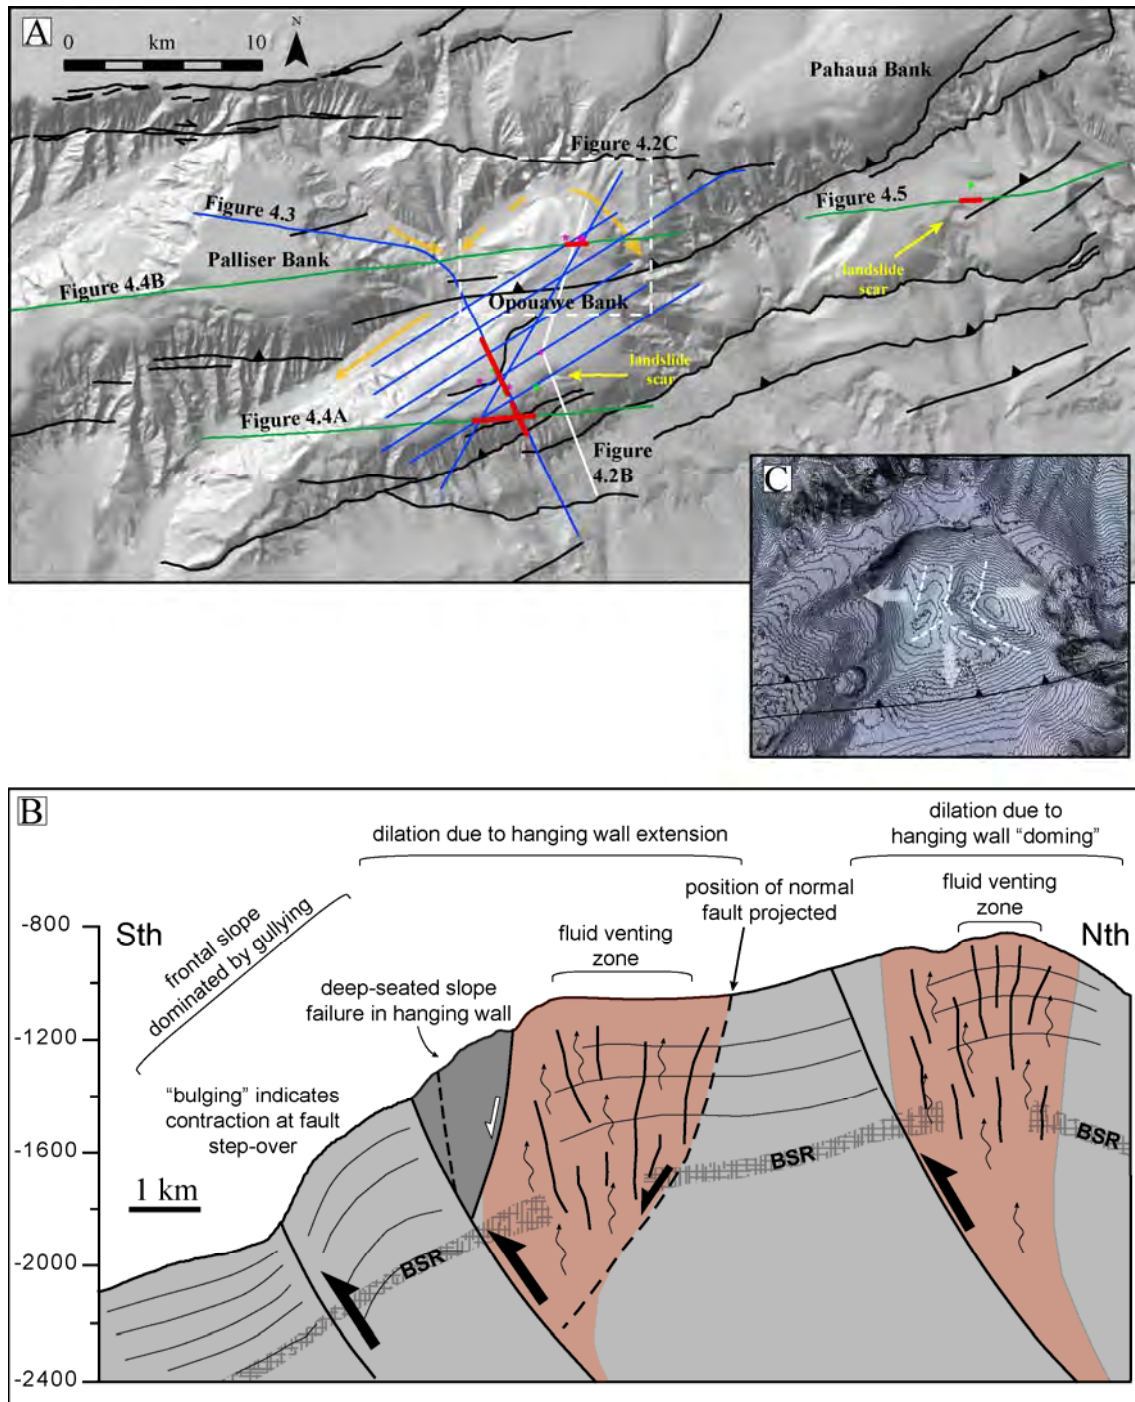 A
0 km 10
N
Pahaua Bank
Figure 4.2C
Figure 4.3
Figure 4.5
Palliser Bank
landslide
scar
Figure 4.4B
Opouawe Bank
landslide
scar
Figure 4.4A
Figure
4.2B
C
B
dilation due to
hanging wall "doming"
dilation due to hanging wall extension
fluid venting
zone
position of normal
fault projected
-800
Sth
Nth
frontal slope
dominated by gullying
fluid venting
zone
deep-seated slope
failure in hanging wall
-1200
"bulging" indicates
contraction at fault
step-over
-1600
BSR
BSR
BSR
1 km
-2000
BSR
-2400